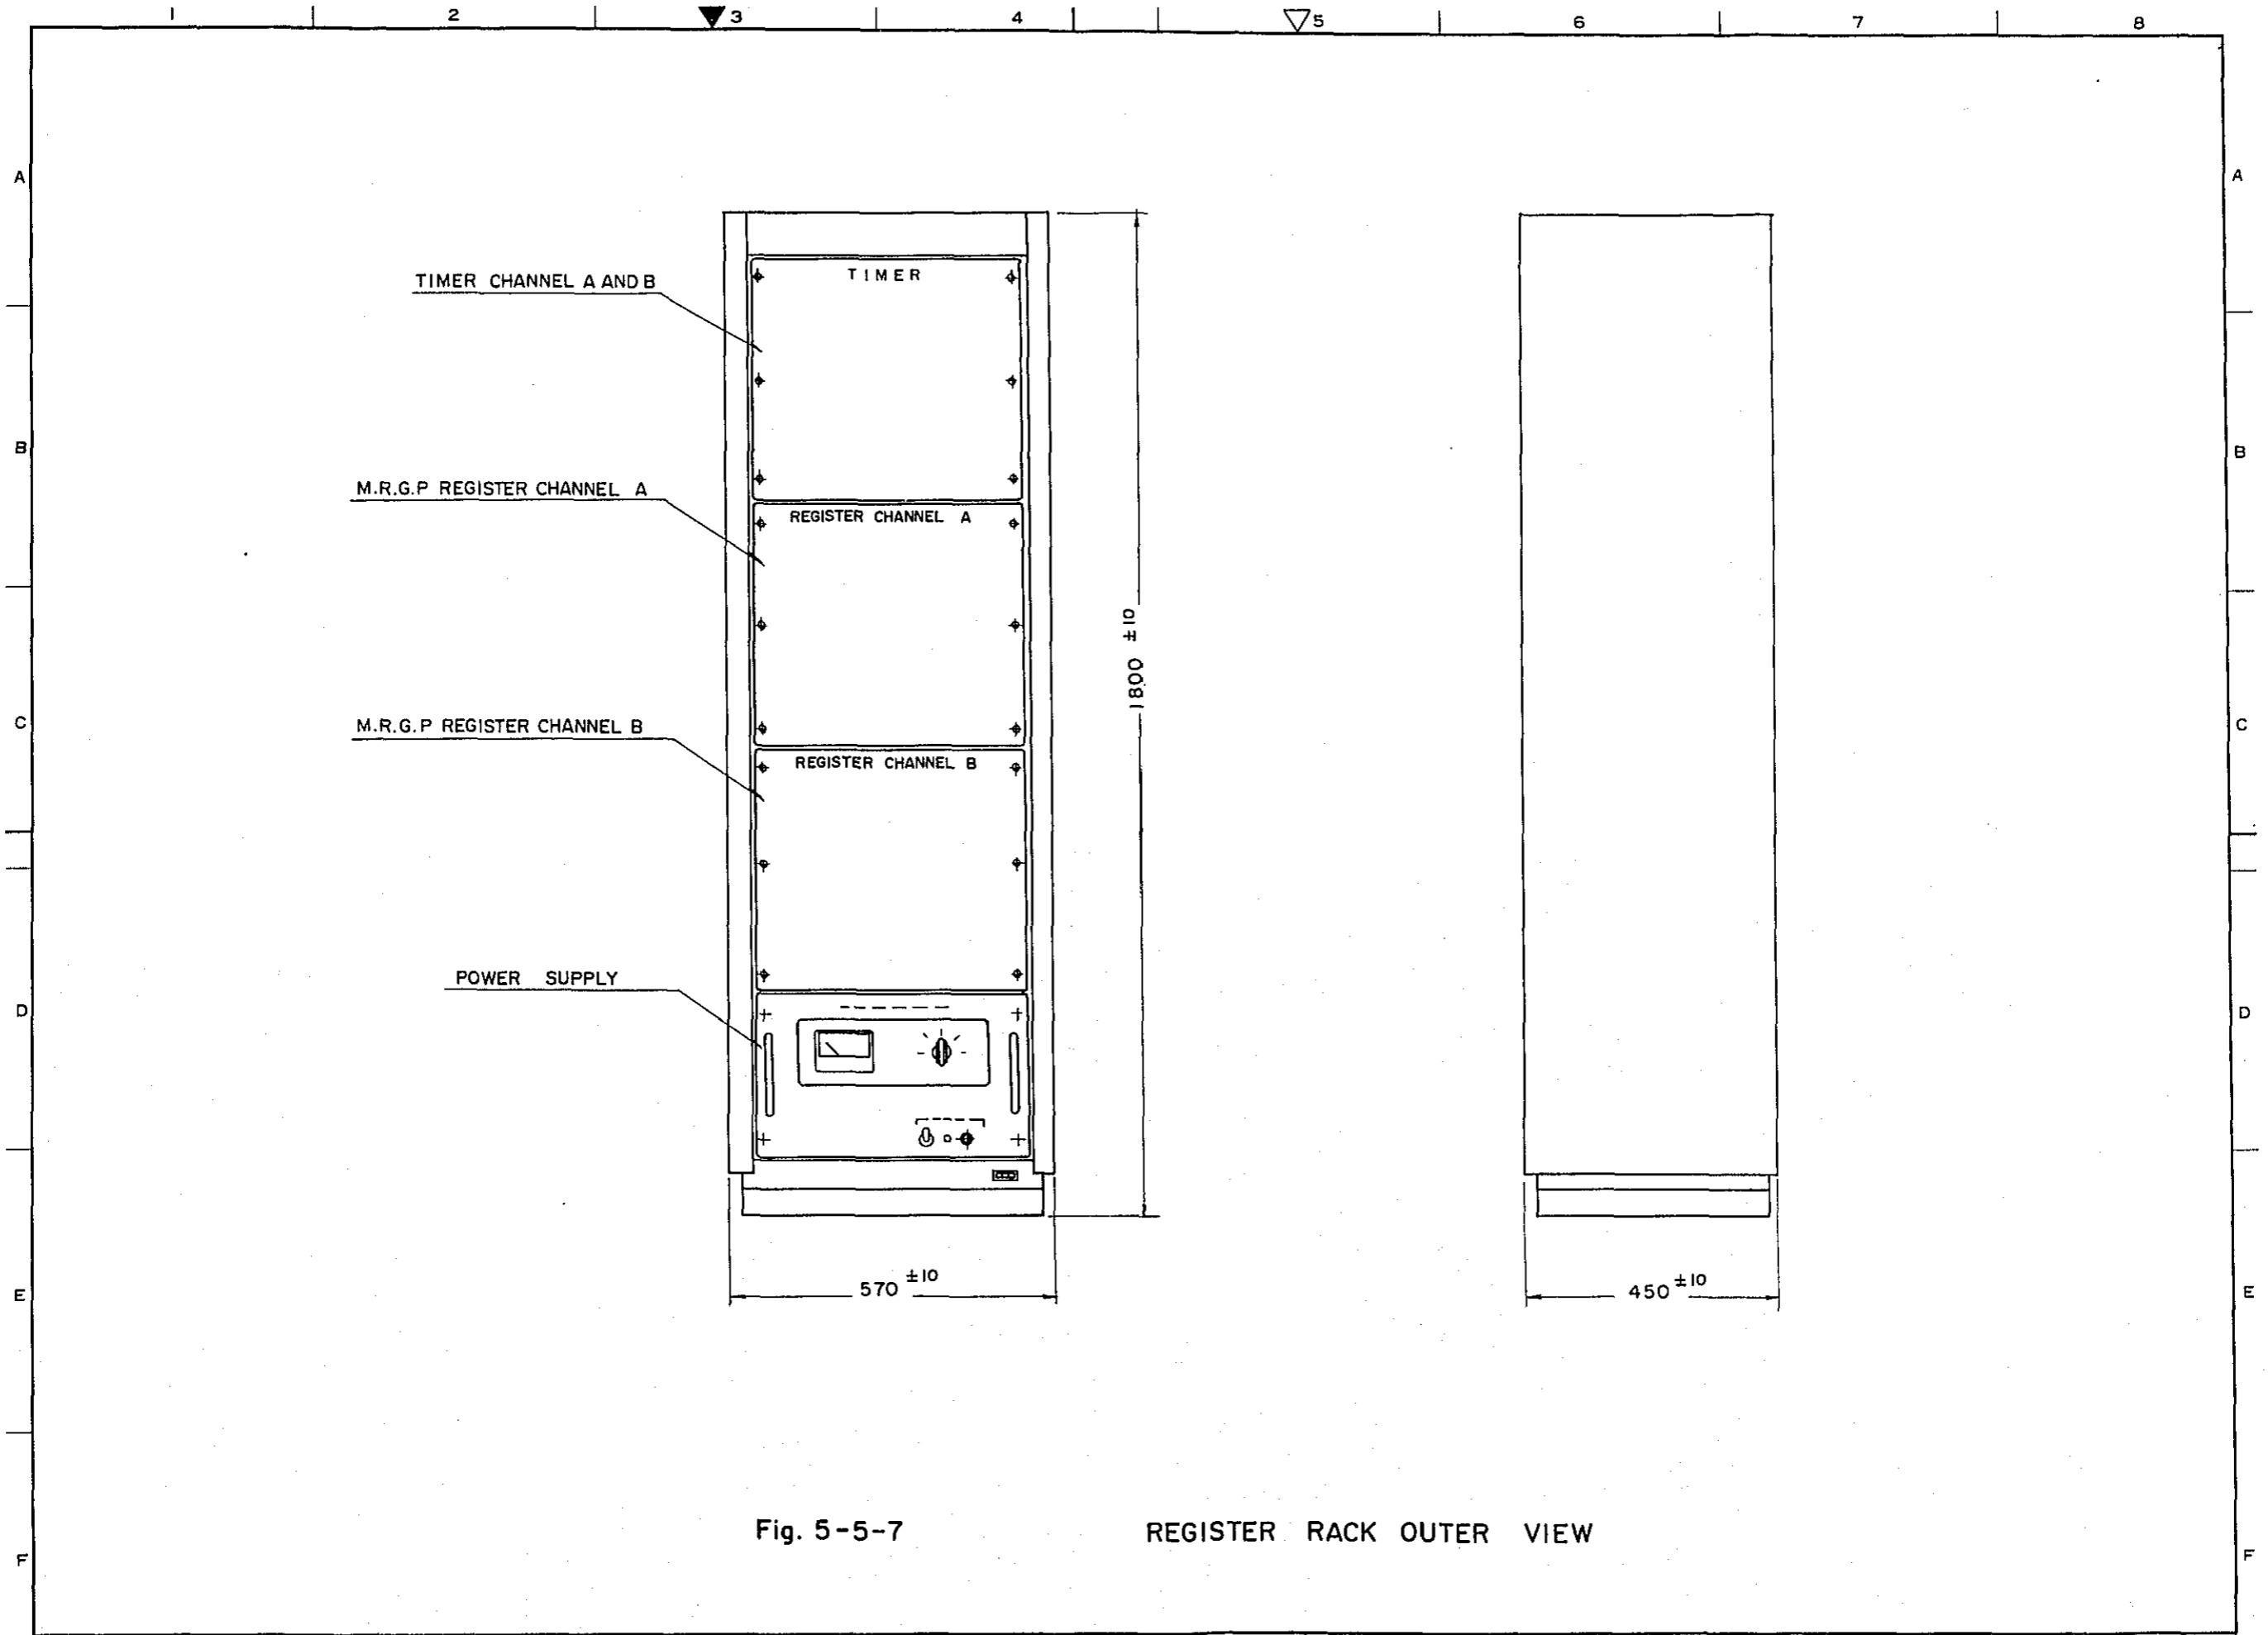 1 2 3 4 5 6 7 8
A A
TIMER CHANNEL A AND B
TIMER
B B
M.R.G.P REGISTER CHANNEL A
REGISTER CHANNEL A
1800 ±10
C C
M.R.G.P REGISTER CHANNEL B
REGISTER CHANNEL B
POWER SUPPLY
D D
570 ±10
450 ±10
E E
Fig. 5-5-7 REGISTER RACK OUTER VIEW
F F